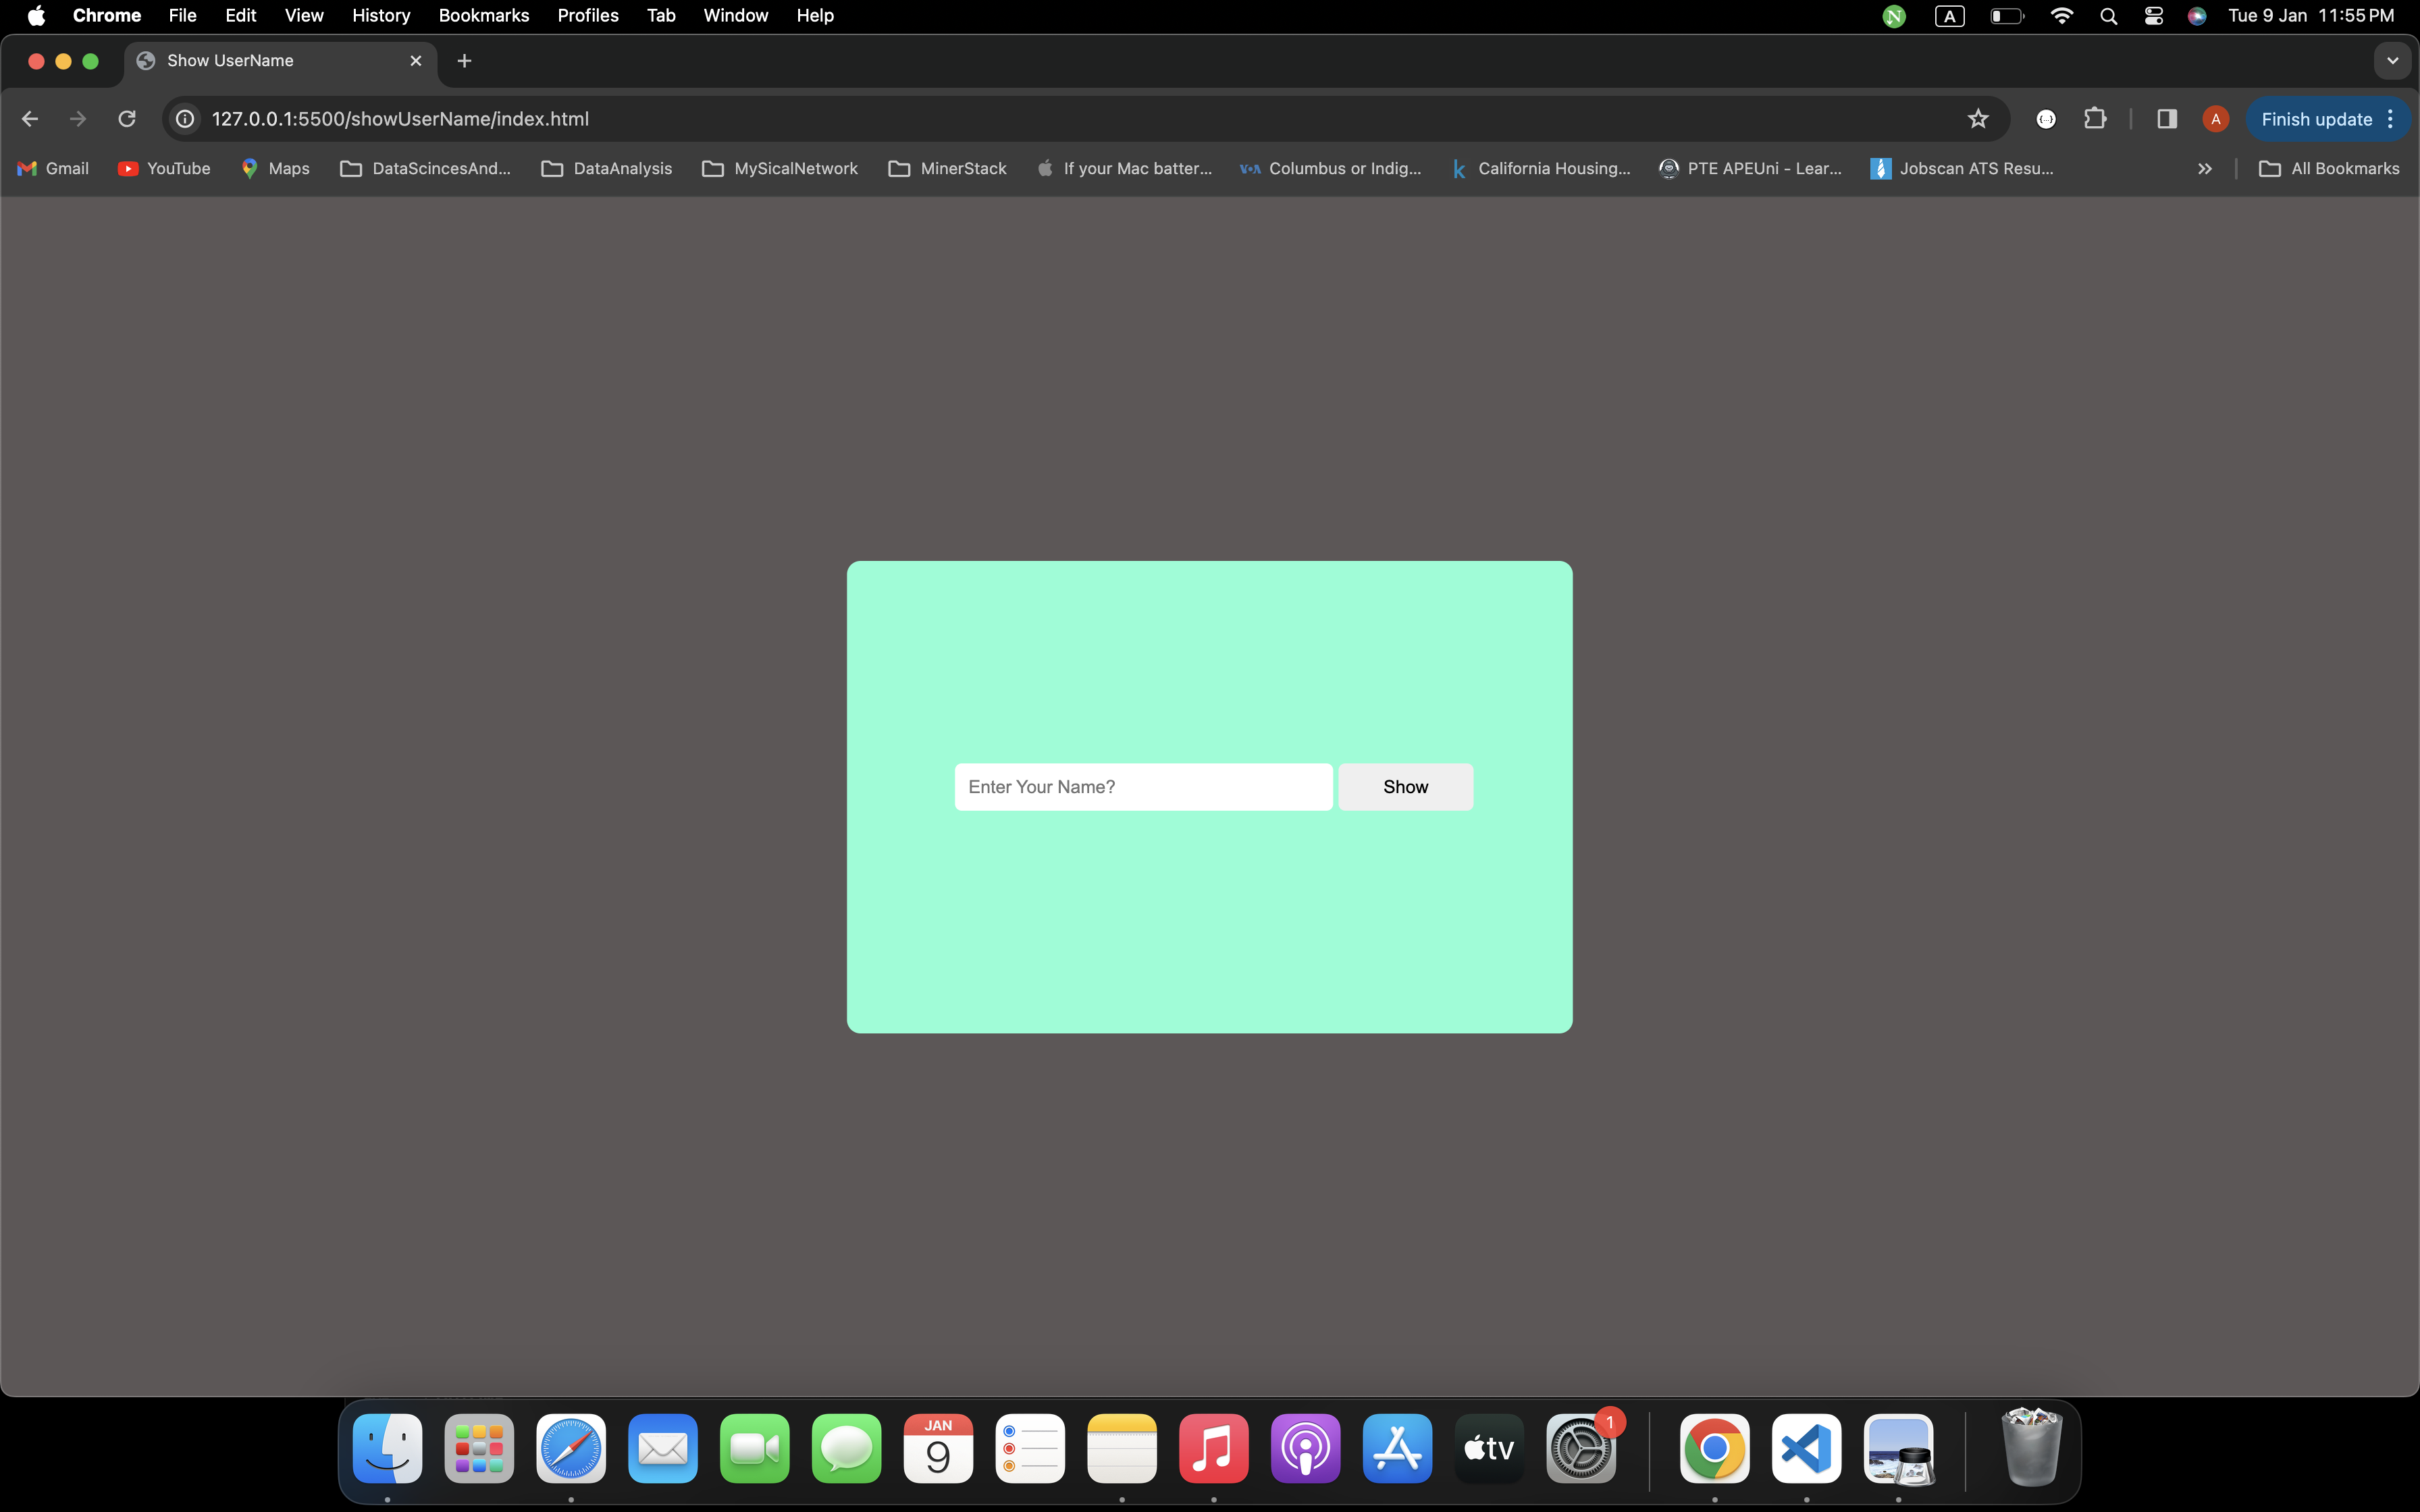 Chrome File Edit View History Bookmarks Profiles Tab Window Help N A Tue 9 Jan 11:55 PM
Show UserName
127.0.0.1:5500/showUserName/index.html A Finish update
Gmail YouTube Maps DataScincesAnd... DataAnalysis MySicalNetwork MinerStack If your Mac batter... VOA Columbus or Indig... k California Housing... PTE APEUni - Lear... Jobscan ATS Resu... All Bookmarks
Enter Your Name? Show
JAN
9
tv
1